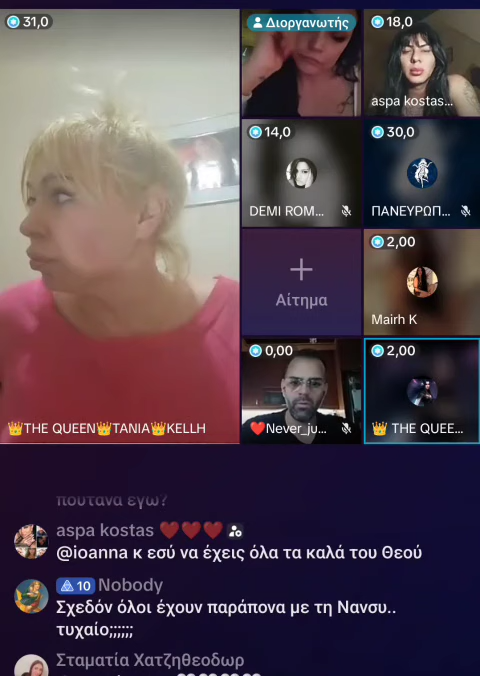 31,0
Διοργανωτής
18,0
aspa kostas...
14,0
DEMI ROM...
30,0
ΠΑΝΕΥΡΩΠ...
Αίτημα
2,00
Mairh K
👑THE QUEEN👑TANIA👑KELLH
0,00
❤️Never_ju...
2,00
👑 THE QUEE...
πουτάνα εγω?
aspa kostas ❤️❤️❤️
@ioanna κ εσύ να έχεις όλα τα καλά του Θεού
10 Nobody
Σχεδόν όλοι έχουν παράπονα με τη Νανσυ..
τυχαίο;;;;;;
Σταματία Χατζηθεοδωρ